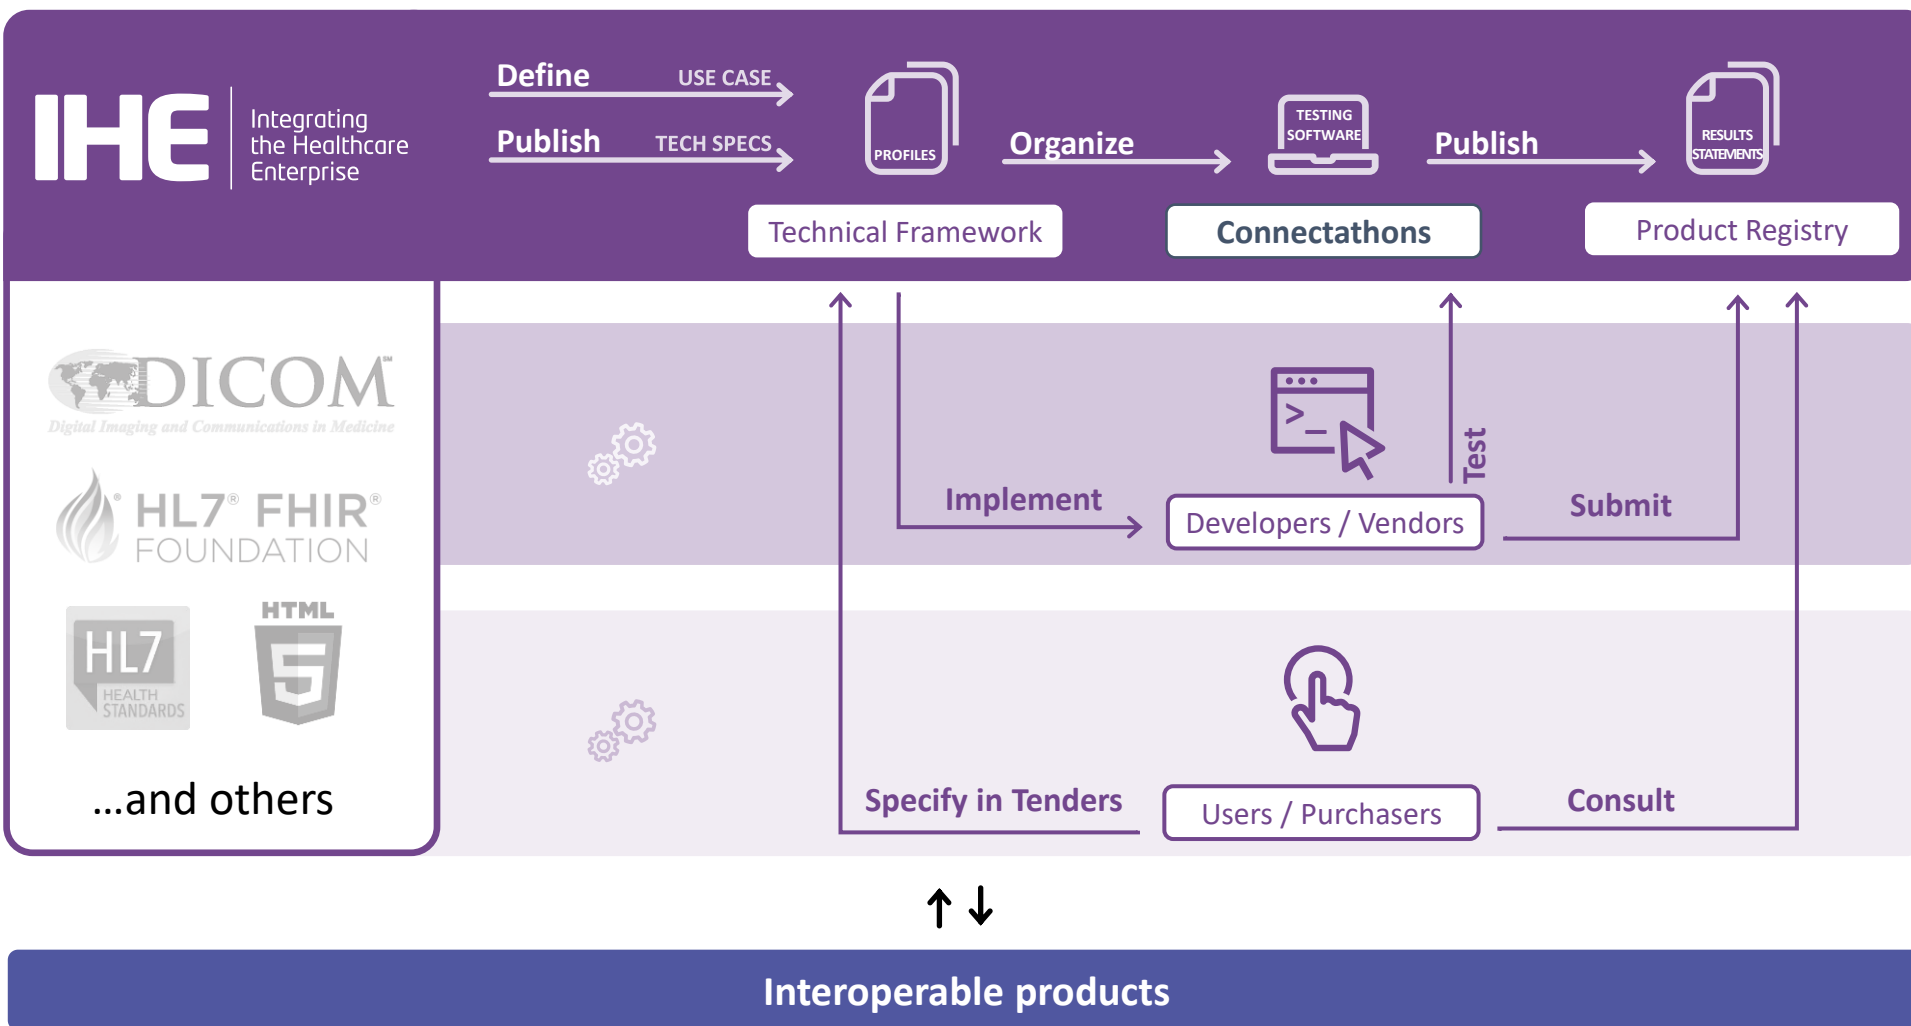 IHE
Integrating
the Healthcare
Enterprise
Define USE CASE
Publish TECH SPECS
PROFILES
Organize
TESTING
SOFTWARE
Publish
RESULTS
STATEMENTS
Technical Framework
Connectathons
Product Registry
DICOM℠
Digital Imaging and Communications in Medicine
® HL7® FHIR®
FOUNDATION
HL7
HEALTH
STANDARDS
HTML
5
...and others
>_
Implement
Developers / Vendors
Test
Submit
Specify in Tenders
Users / Purchasers
Consult
Interoperable products